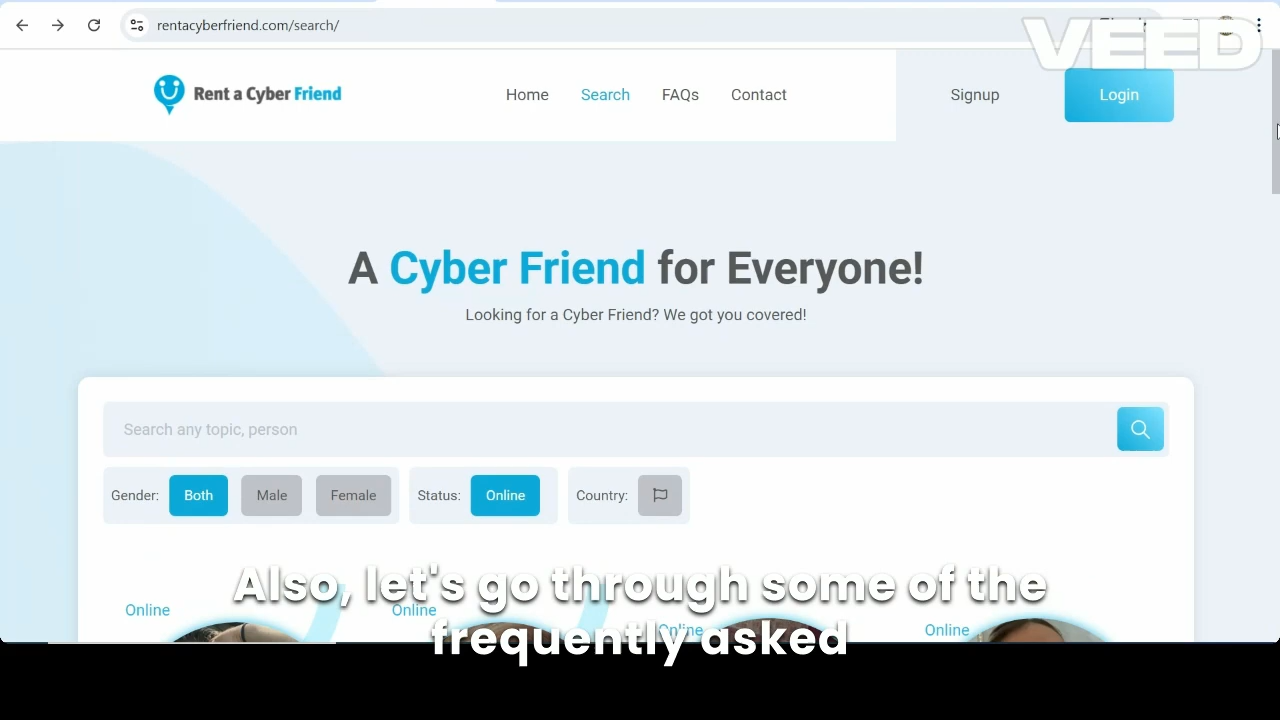 rentacyberfriend.com/search/
VEED
Rent a Cyber Friend
Home
Search
FAQs
Contact
Signup
Login
A Cyber Friend for Everyone!
Looking for a Cyber Friend? We got you covered!
Search any topic, person
Gender:
Both
Male
Female
Status:
Online
Country:
Online
Online
Online
Online
Also, let's go through some of the
frequently asked